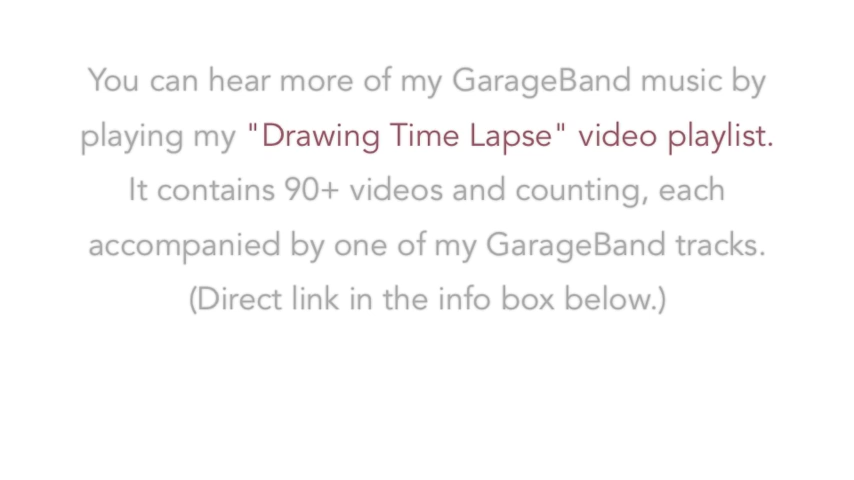 You can hear more of my GarageBand music by
playing my "Drawing Time Lapse" video playlist.
It contains 90+ videos and counting, each
accompanied by one of my GarageBand tracks.
(Direct link in the info box below.)